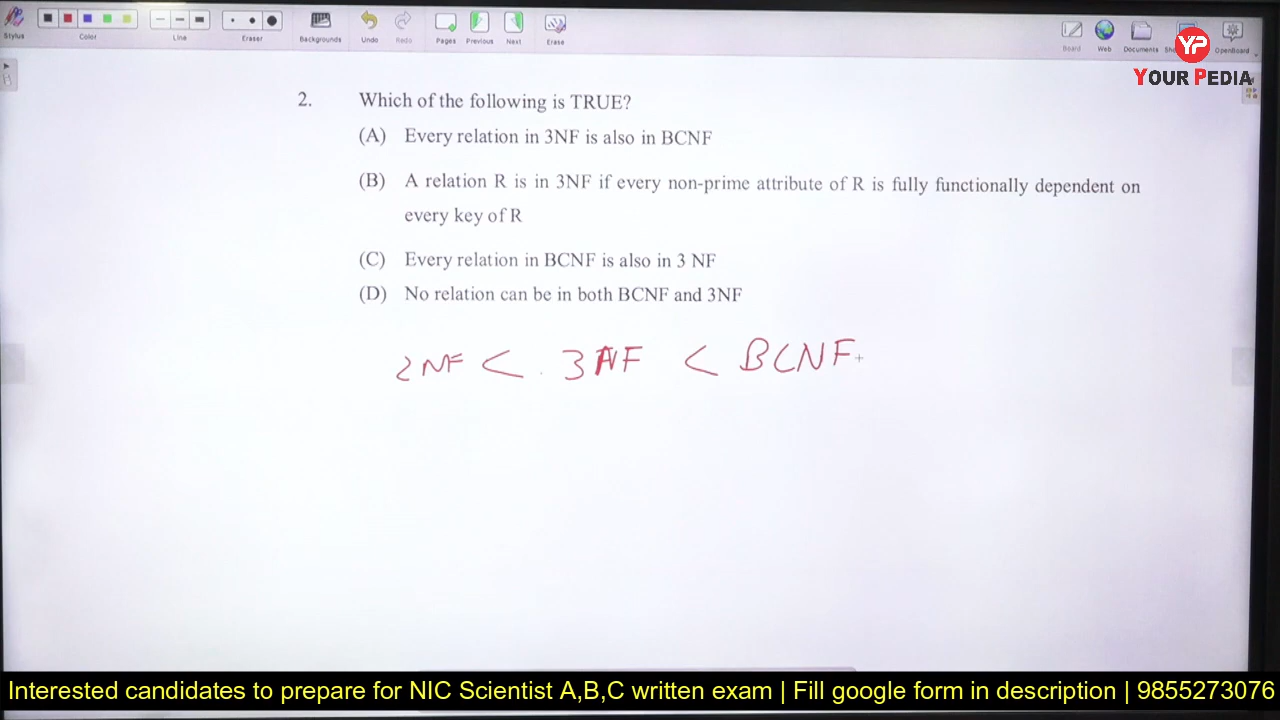 Stylus
Color
Line
Eraser
Backgrounds
Undo
Redo
Pages
Previous
Next
Erase
Board
Web
Documents
OpenBoard
YP
YOUR PEDIA
2. Which of the following is TRUE?
(A) Every relation in 3NF is also in BCNF
(B) A relation R is in 3NF if every non-prime attribute of R is fully functionally dependent on
every key of R
(C) Every relation in BCNF is also in 3 NF
(D) No relation can be in both BCNF and 3NF
2NF < 3NF < BCNF
Interested candidates to prepare for NIC Scientist A,B,C written exam | Fill google form in description | 9855273076